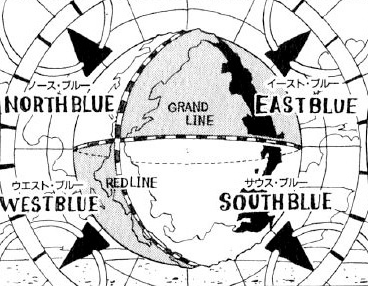 ノース・ブルー
NORTH BLUE
イースト・ブルー
EAST BLUE
GRAND
LINE
ウエスト・ブルー
WEST BLUE
RED LINE
サウス・ブルー
SOUTH BLUE